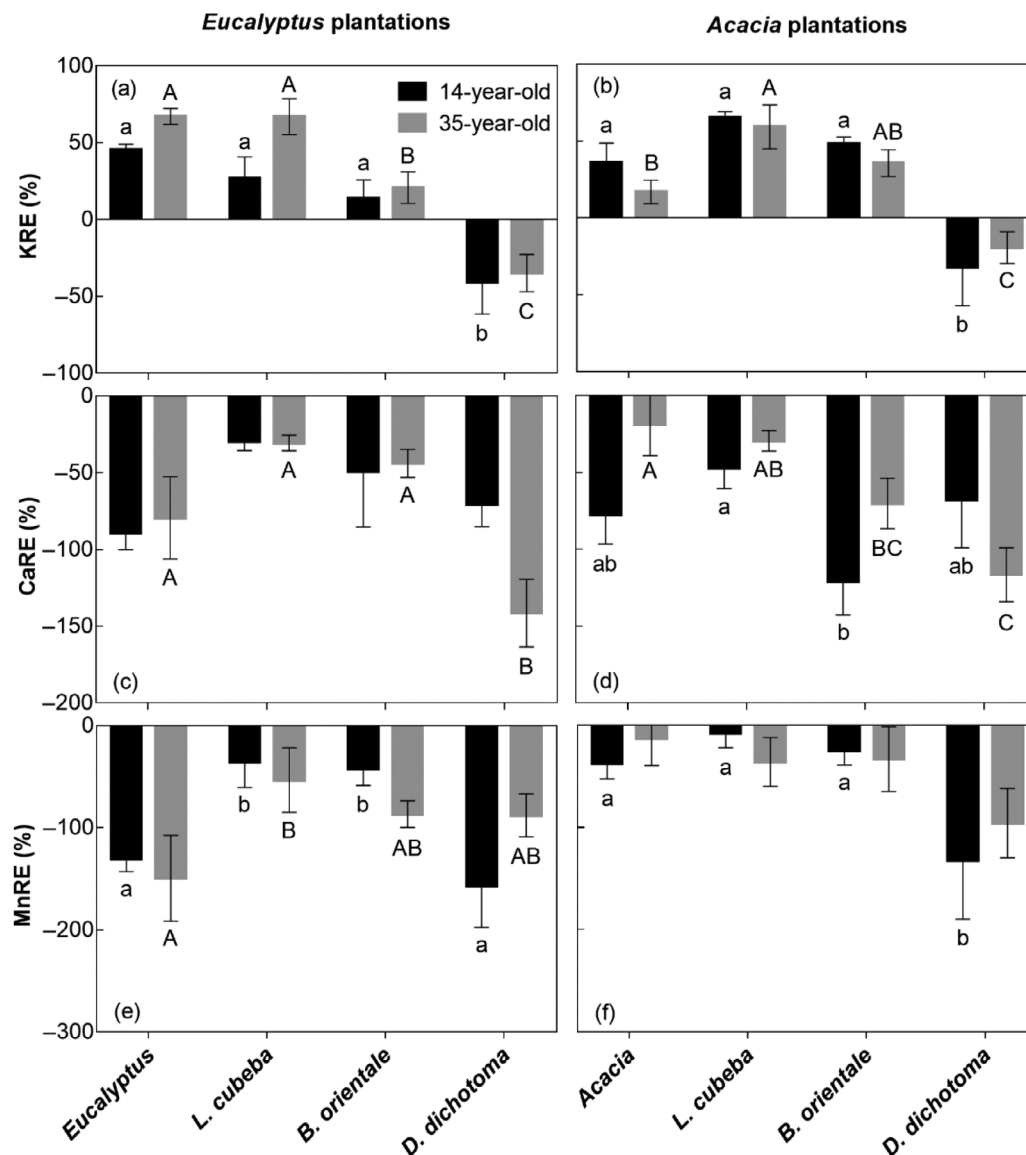 Eucalyptus plantations
Acacia plantations
100
50
0
–50
–100
KRE (%)
(a)
14-year-old
35-year-old
a
A
a
A
a
B
b
C
(b)
a
B
a
A
a
AB
b
C
0
–50
–100
–150
–200
CaRE (%)
(c)
A
A
A
B
(d)
ab
A
a
AB
b
BC
ab
C
0
–100
–200
–300
MnRE (%)
(e)
a
A
b
B
b
AB
a
AB
(f)
a
a
a
b
Eucalyptus
L. cubeba
B. orientale
D. dichotoma
Acacia
L. cubeba
B. orientale
D. dichotoma